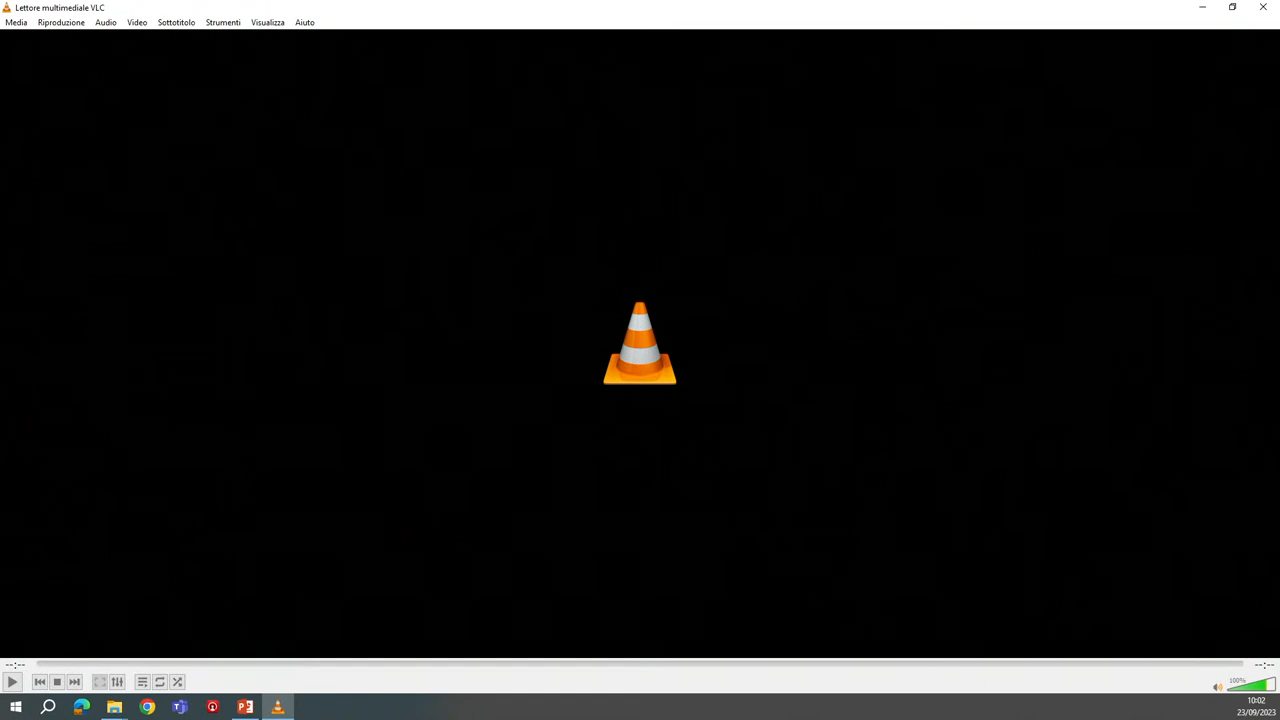 Lettore multimediale VLC
Media Riproduzione Audio Video Sottotitolo Strumenti Visualizza Aiuto
--:-- --:--
100%
10:02
23/09/2023